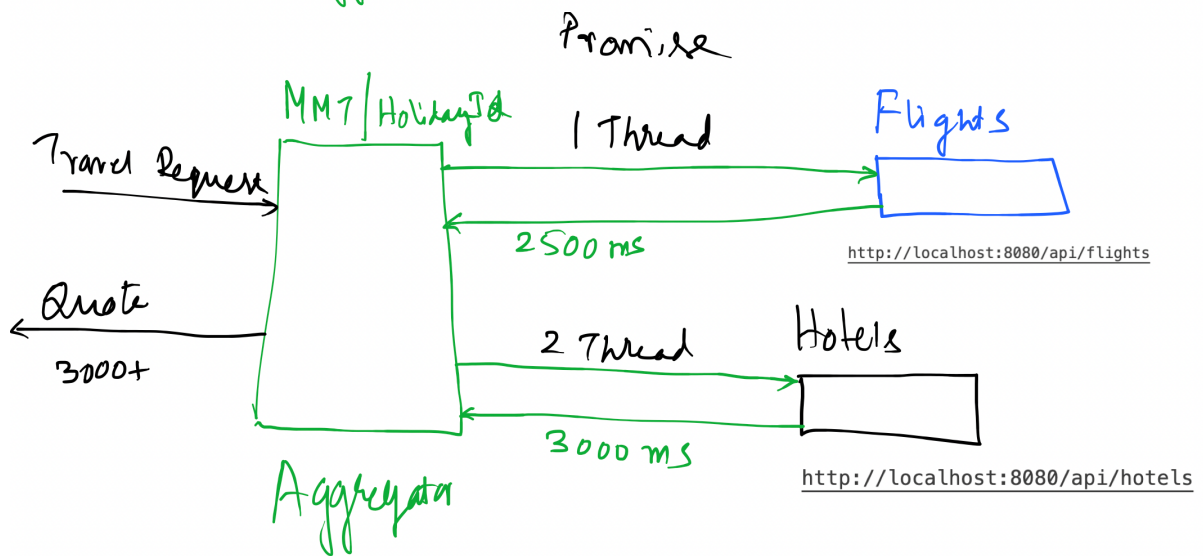 Promise
MMT/HolidayId
1 Thread
Flights
Travel Request
2500 ms
http://localhost:8080/api/flights
Quote
3000+
2 Thread
Hotels
3000 ms
http://localhost:8080/api/hotels
Aggregator